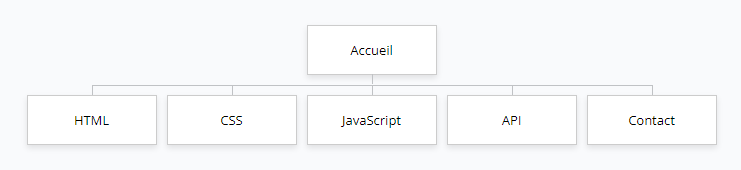 Accueil
HTML
CSS
JavaScript
API
Contact